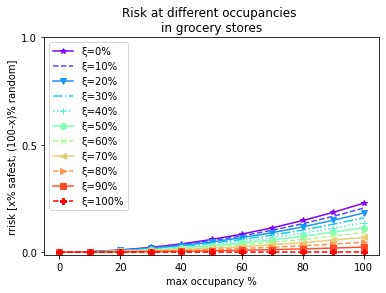 Risk at different occupancies
in grocery stores
rrisk [x% safest, (100-x)% random]
1.0
0.5
0.0
ξ=0%
ξ=10%
ξ=20%
ξ=30%
ξ=40%
ξ=50%
ξ=60%
ξ=70%
ξ=80%
ξ=90%
ξ=100%
0 20 40 60 80 100
max occupancy %